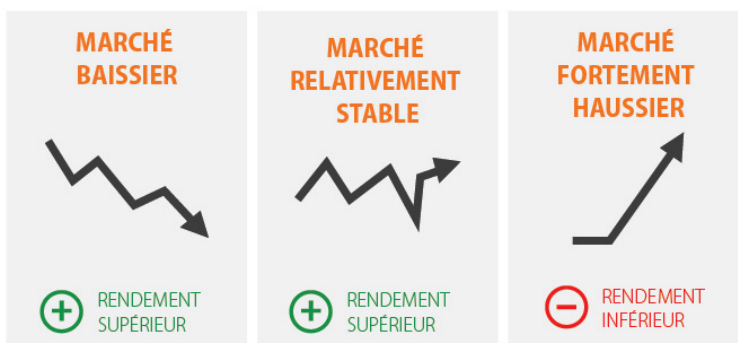 MARCHÉ
BAISSIER
RENDEMENT
SUPÉRIEUR
MARCHÉ
RELATIVEMENT
STABLE
RENDEMENT
SUPÉRIEUR
MARCHÉ
FORTEMENT
HAUSSIER
RENDEMENT
INFÉRIEUR